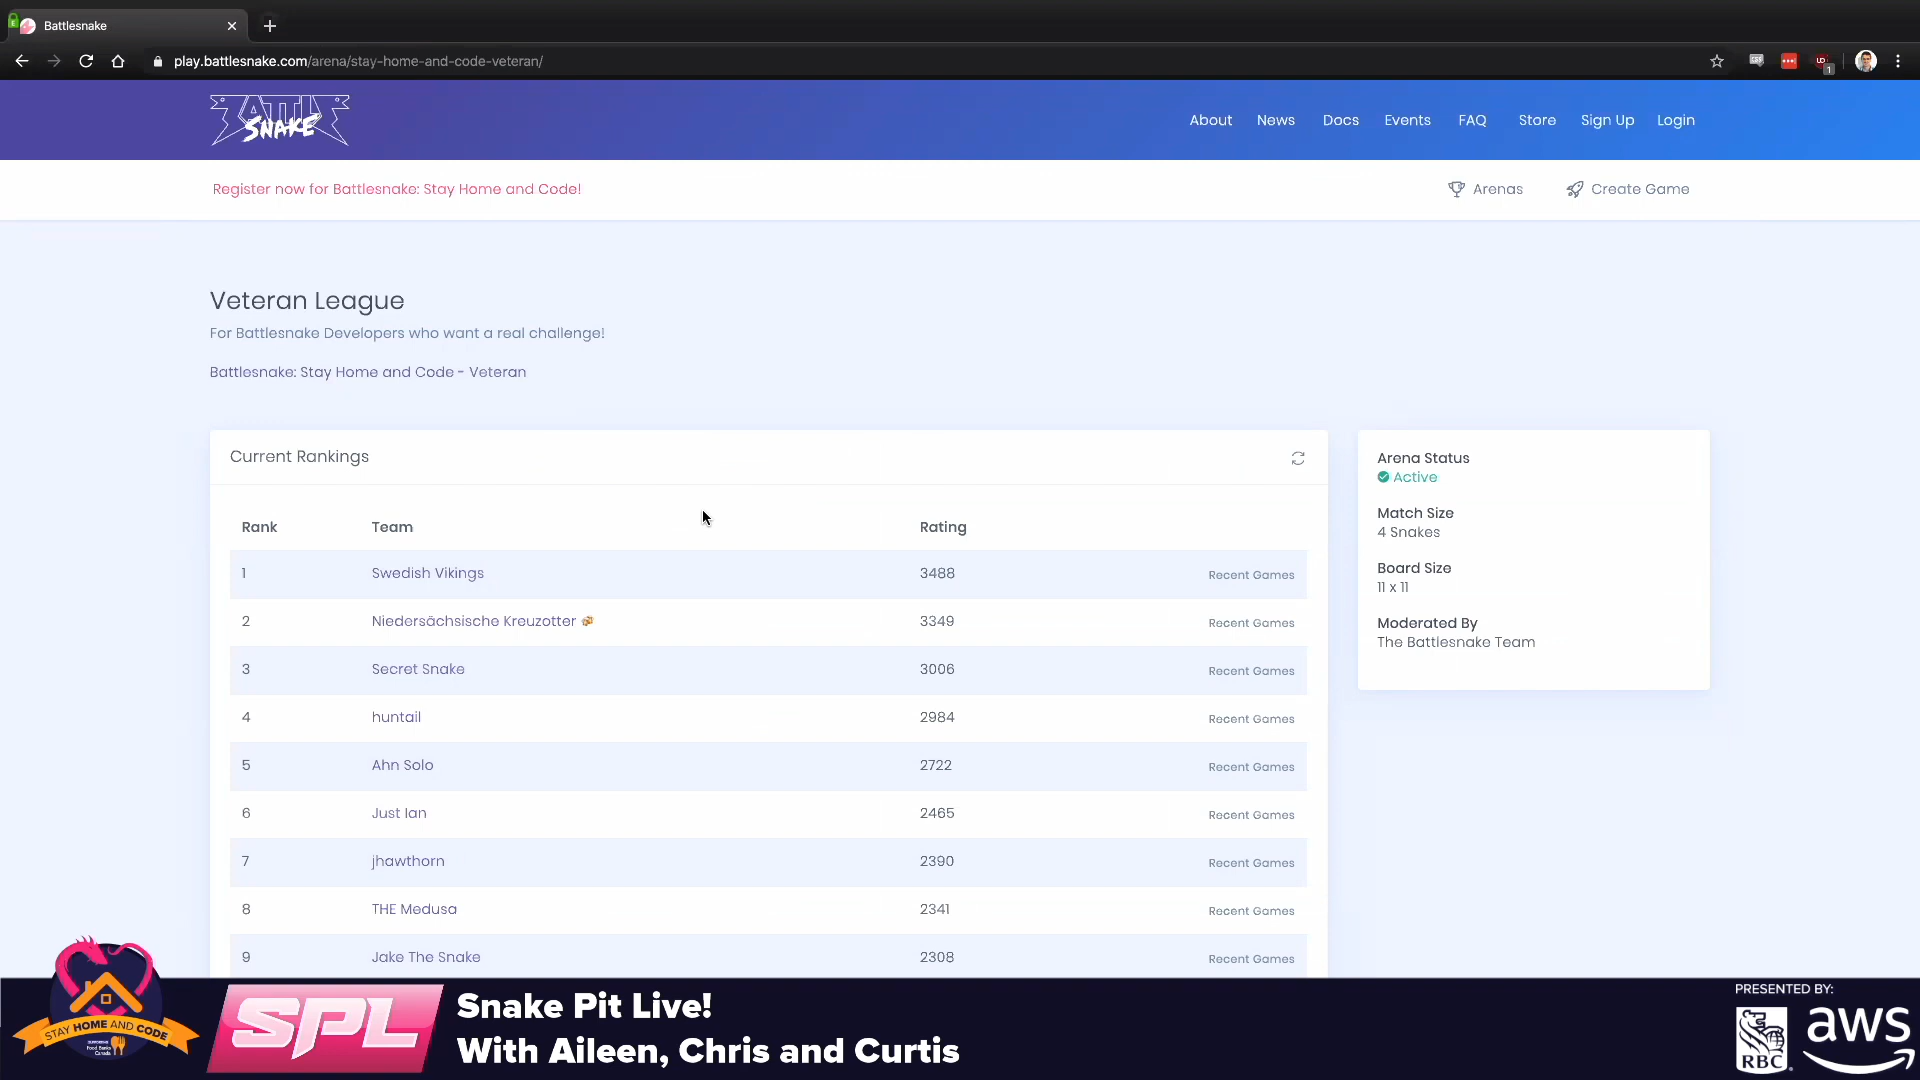 Battlesnake
play.battlesnake.com/arena/stay-home-and-code-veteran/
1
BATTLE
SNAKE
About News Docs Events FAQ Store Sign Up Login
Register now for Battlesnake: Stay Home and Code!
Arenas Create Game
Veteran League
For Battlesnake Developers who want a real challenge!
Battlesnake: Stay Home and Code - Veteran
Current Rankings
Rank Team Rating
1 Swedish Vikings 3488 Recent Games
2 Niedersächsische Kreuzotter 🥨 3349 Recent Games
3 Secret Snake 3006 Recent Games
4 huntail 2984 Recent Games
5 Ahn Solo 2722 Recent Games
6 Just Ian 2465 Recent Games
7 jhawthorn 2390 Recent Games
8 THE Medusa 2341 Recent Games
9 Jake The Snake 2308 Recent Games
Arena Status
Active
Match Size
4 Snakes
Board Size
11 x 11
Moderated By
The Battlesnake Team
STAY HOME AND CODE
SUPPORTING
Food Banks
Canada
SPL
Snake Pit Live!
With Aileen, Chris and Curtis
PRESENTED BY:
RBC
aws